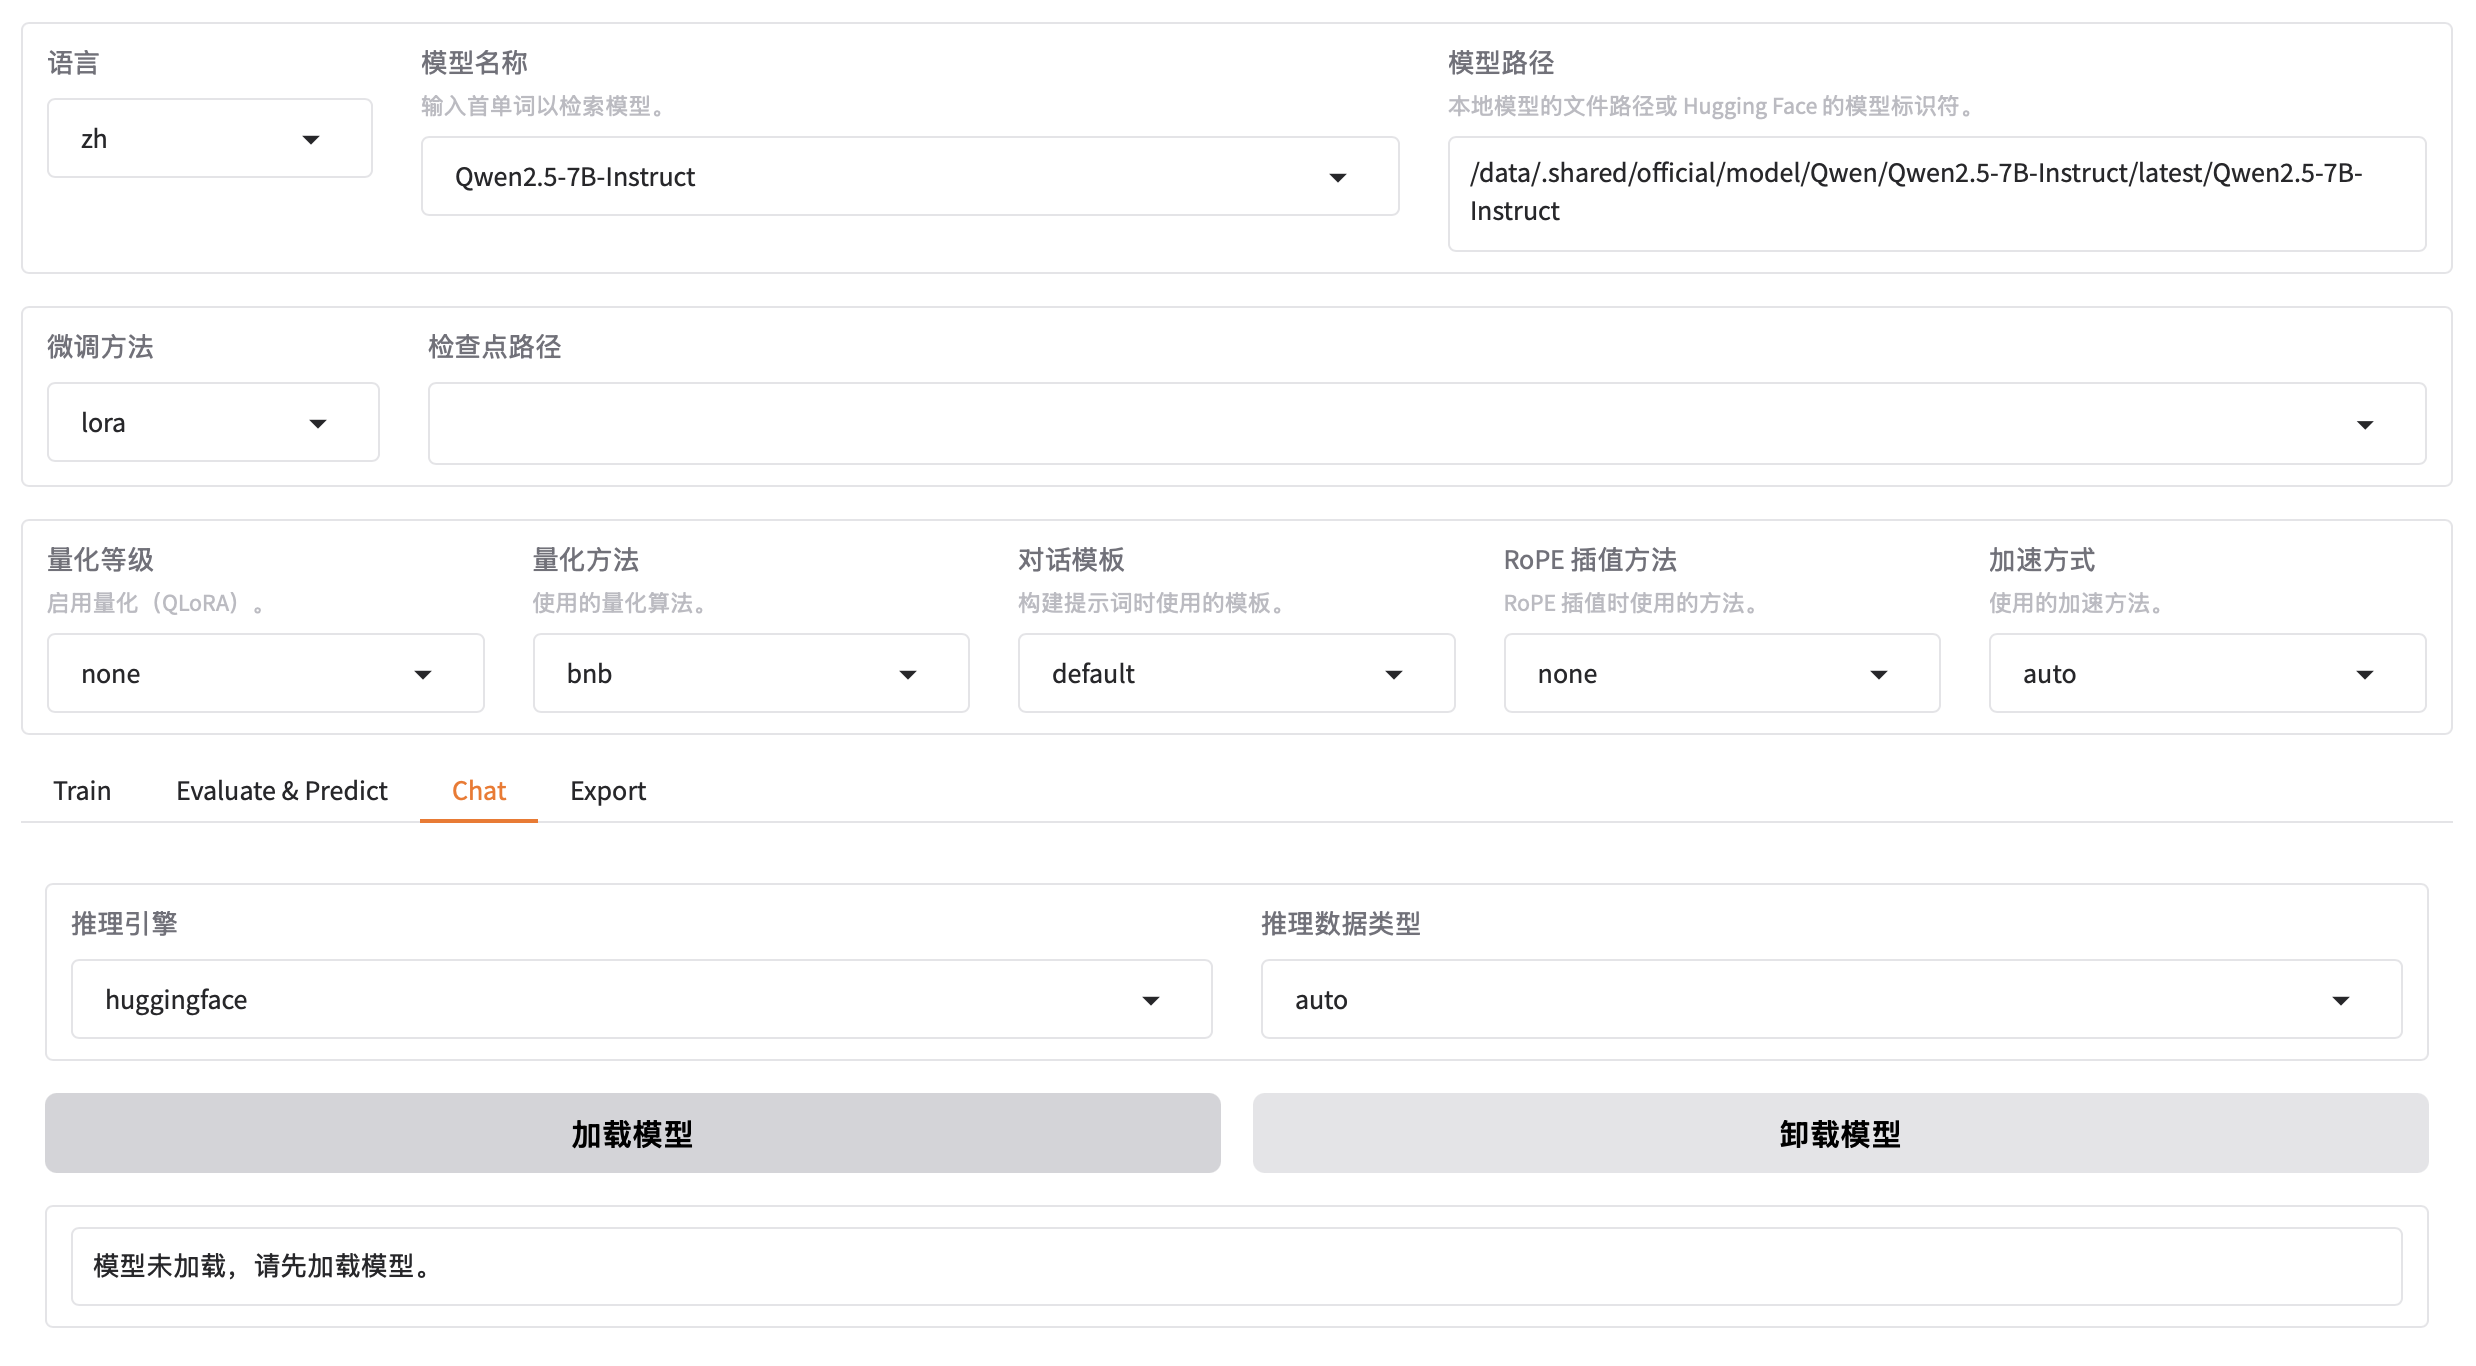 语言
zh
模型名称
输入首单词以检索模型。
Qwen2.5-7B-Instruct
模型路径
本地模型的文件路径或 Hugging Face 的模型标识符。
/data/.shared/official/model/Qwen/Qwen2.5-7B-Instruct/latest/Qwen2.5-7B-
Instruct
微调方法
lora
检查点路径
量化等级
启用量化（QLoRA）。
none
量化方法
使用的量化算法。
bnb
对话模板
构建提示词时使用的模板。
default
RoPE 插值方法
RoPE 插值时使用的方法。
none
加速方式
使用的加速方法。
auto
Train
Evaluate & Predict
Chat
Export
推理引擎
huggingface
推理数据类型
auto
加载模型
卸载模型
模型未加载，请先加载模型。